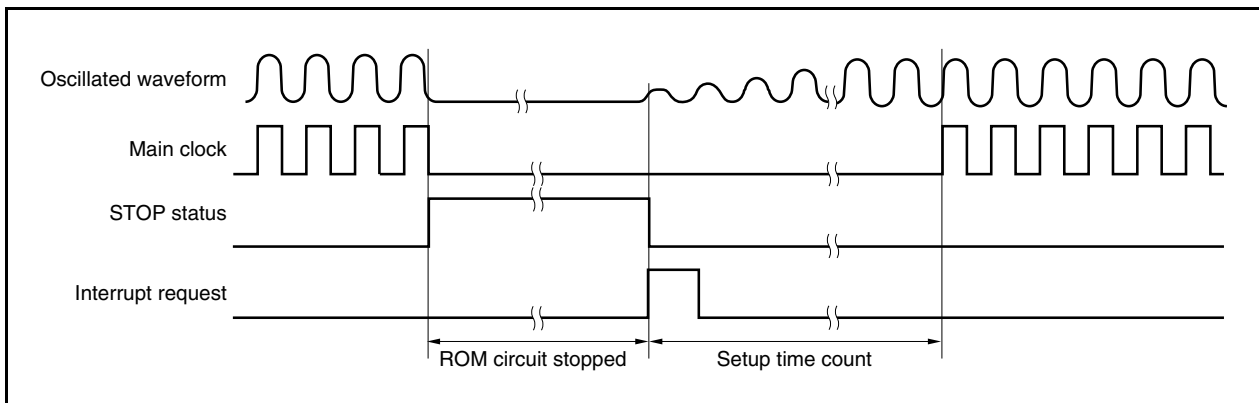 Oscillated waveform
Main clock
STOP status
Interrupt request
ROM circuit stopped
Setup time count